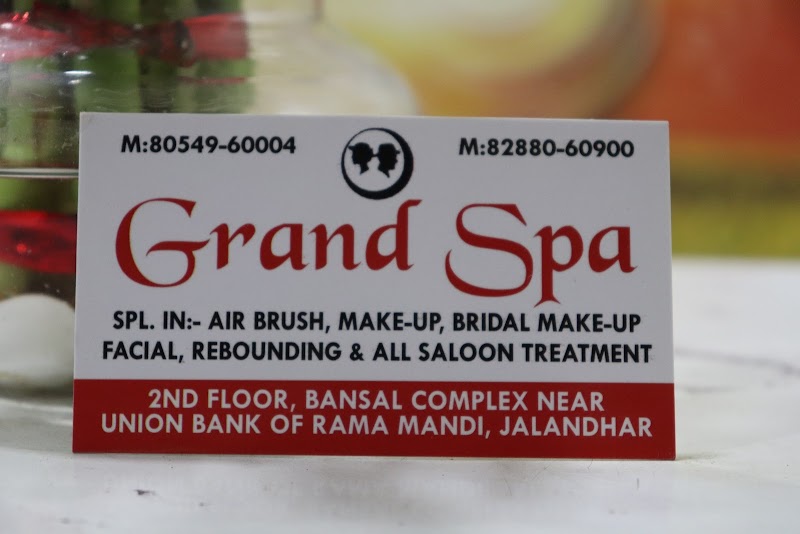 M:80549-60004 M:82880-60900
Grand Spa
SPL. IN:- AIR BRUSH, MAKE-UP, BRIDAL MAKE-UP
FACIAL, REBOUNDING & ALL SALOON TREATMENT
2ND FLOOR, BANSAL COMPLEX NEAR
UNION BANK OF RAMA MANDI, JALANDHAR